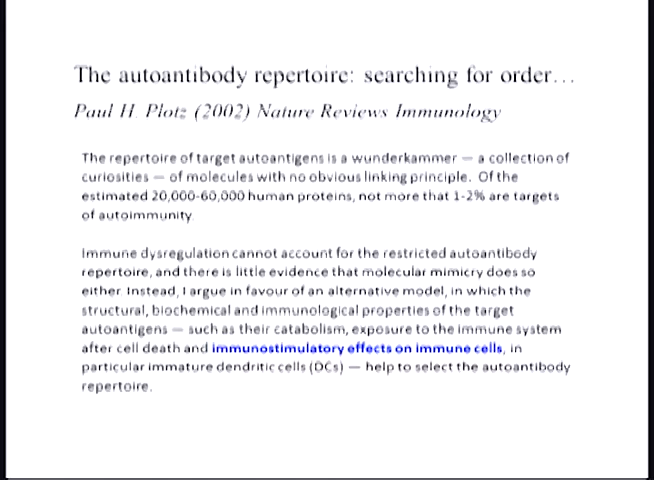 The autoantibody repertoire: searching for order…
Paul H. Plotz (2002) Nature Reviews Immunology
The repertoire of target autoantigens is a wunderkammer — a collection of
curiosities — of molecules with no obvious linking principle. Of the
estimated 20,000-60,000 human proteins, not more that 1-2% are targets
of autoimmunity.
Immune dysregulation cannot account for the restricted autoantibody
repertoire, and there is little evidence that molecular mimicry does so
either. Instead, I argue in favour of an alternative model, in which the
structural, biochemical and immunological properties of the target
autoantigens — such as their catabolism, exposure to the immune system
after cell death and immunostimulatory effects on immune cells, in
particular immature dendritic cells (DCs) — help to select the autoantibody
repertoire.